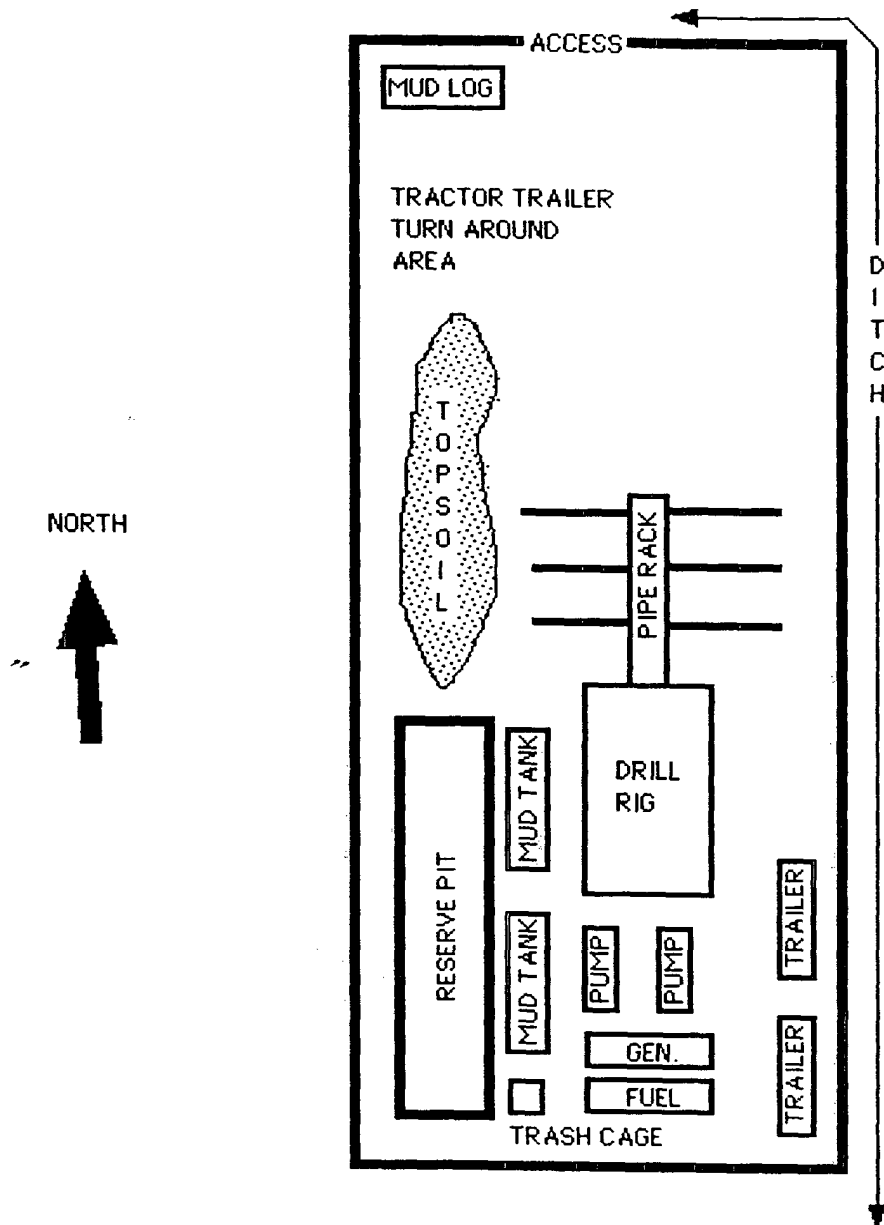 ACCESS
MUD LOG
TRACTOR TRAILER
TURN AROUND
AREA
DITCH
TOPSOIL
NORTH
PIPE RACK
DRILL
RIG
MUD TANK
RESERVE PIT
TRAILER
MUD TANK
PUMP
PUMP
GEN.
TRAILER
FUEL
TRASH CAGE